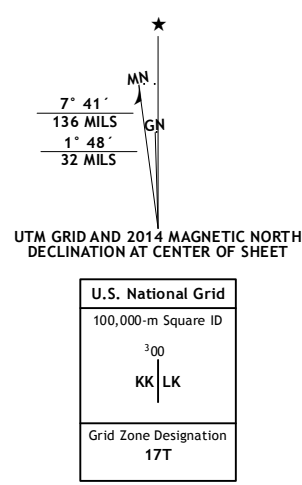 ★
MN
7° 41´
136 MILS
GN
1° 48´
32 MILS
UTM GRID AND 2014 MAGNETIC NORTH
DECLINATION AT CENTER OF SHEET
U.S. National Grid
100,000-m Square ID
³00
KK LK
Grid Zone Designation
17T